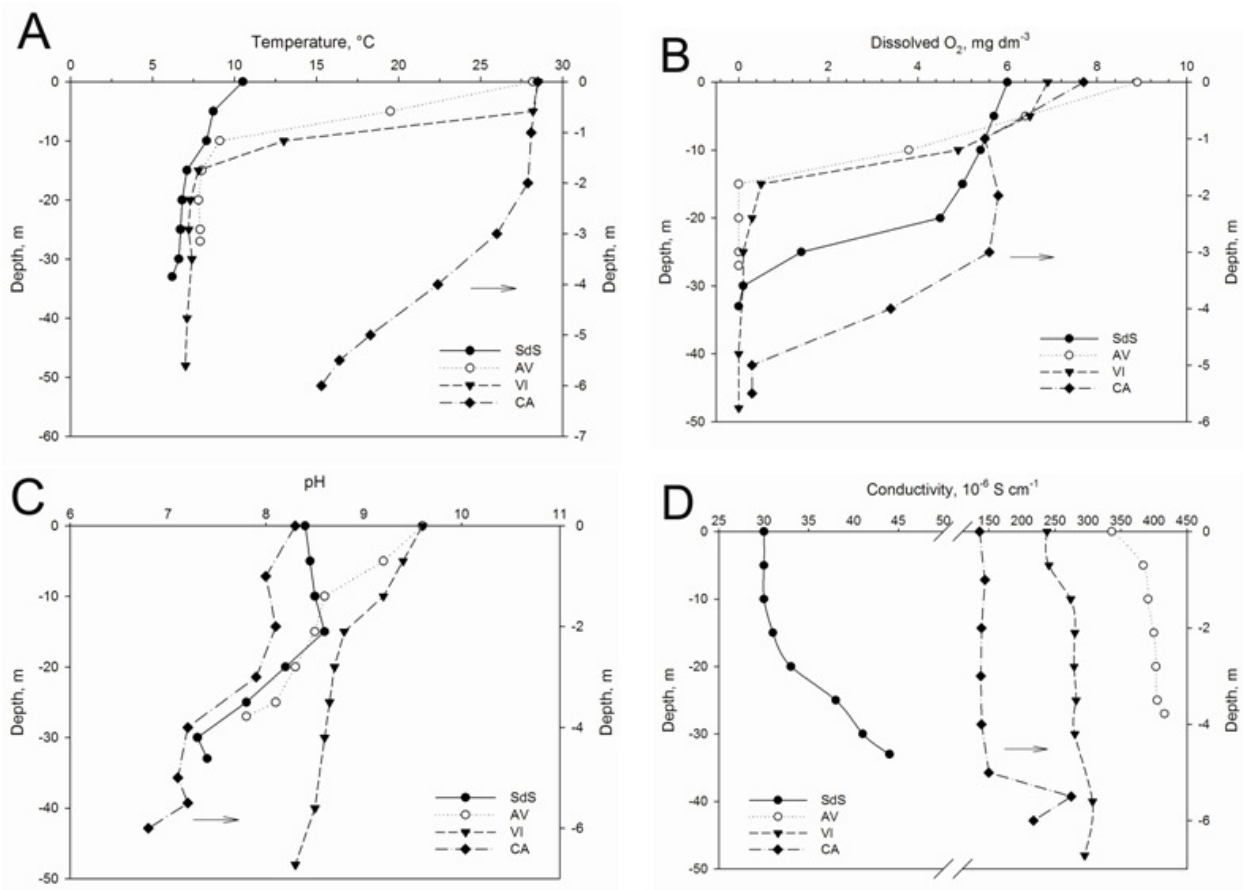 A
Temperature, °C
0 5 10 15 20 25 30
0
-10
-20
-30
-40
-50
-60
Depth, m
0
-1
-2
-3
-4
-5
-6
-7
Depth, m
SdS
AV
VI
CA
B
Dissolved O₂, mg dm⁻³
0 2 4 6 8 10
0
-10
-20
-30
-40
-50
Depth, m
0
-1
-2
-3
-4
-5
-6
Depth, m
SdS
AV
VI
CA
C
pH
6 7 8 9 10 11
0
-10
-20
-30
-40
-50
Depth, m
0
-2
-4
-6
Depth, m
SdS
AV
VI
CA
D
Conductivity, 10⁻⁶ S cm⁻¹
25 30 35 40 45 50 150 200 250 300 350 400 450
0
-10
-20
-30
-40
-50
Depth, m
0
-2
-4
-6
Depth, m
SdS
AV
VI
CA